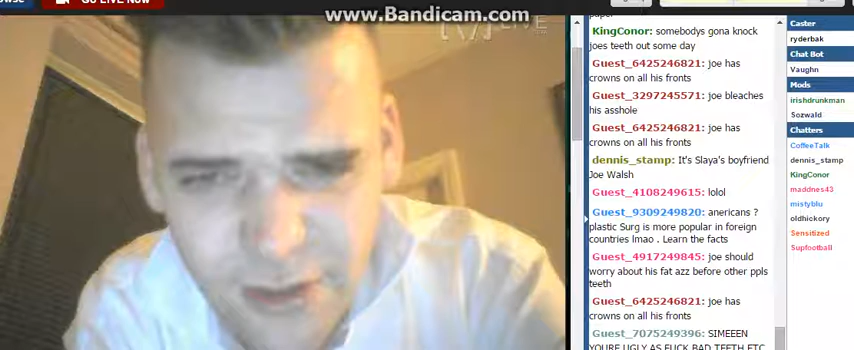 GO LIVE NOW
www.Bandicam.com
LIVE
KingConor: somebodys gona knock
joes teeth out some day
Guest_6425246821: joe has
crowns on all his fronts
Guest_3297245571: joe bleaches
his asshole
Guest_6425246821: joe has
crowns on all his fronts
dennis_stamp: It's Slaya's boyfriend
Joe Walsh
Guest_4108249615: lolol
Guest_9309249820: anericans ?
plastic Surg is more popular in foreign
countries lmao . Learn the facts
Guest_4917249845: joe should
worry about his fat azz before other ppls
teeth
Guest_6425246821: joe has
crowns on all his fronts
Guest_7075249396: SIMEEEN
YOURE UGLY AS FUCK BAD TEETH ETC
Caster
ryderbak
Chat Bot
Vaughn
Mods
irishdrunkman
Sozwald
Chatters
CoffeeTalk
dennis_stamp
KingConor
maddnes43
mistyblu
oldhickory
Sensitized
Supfootball